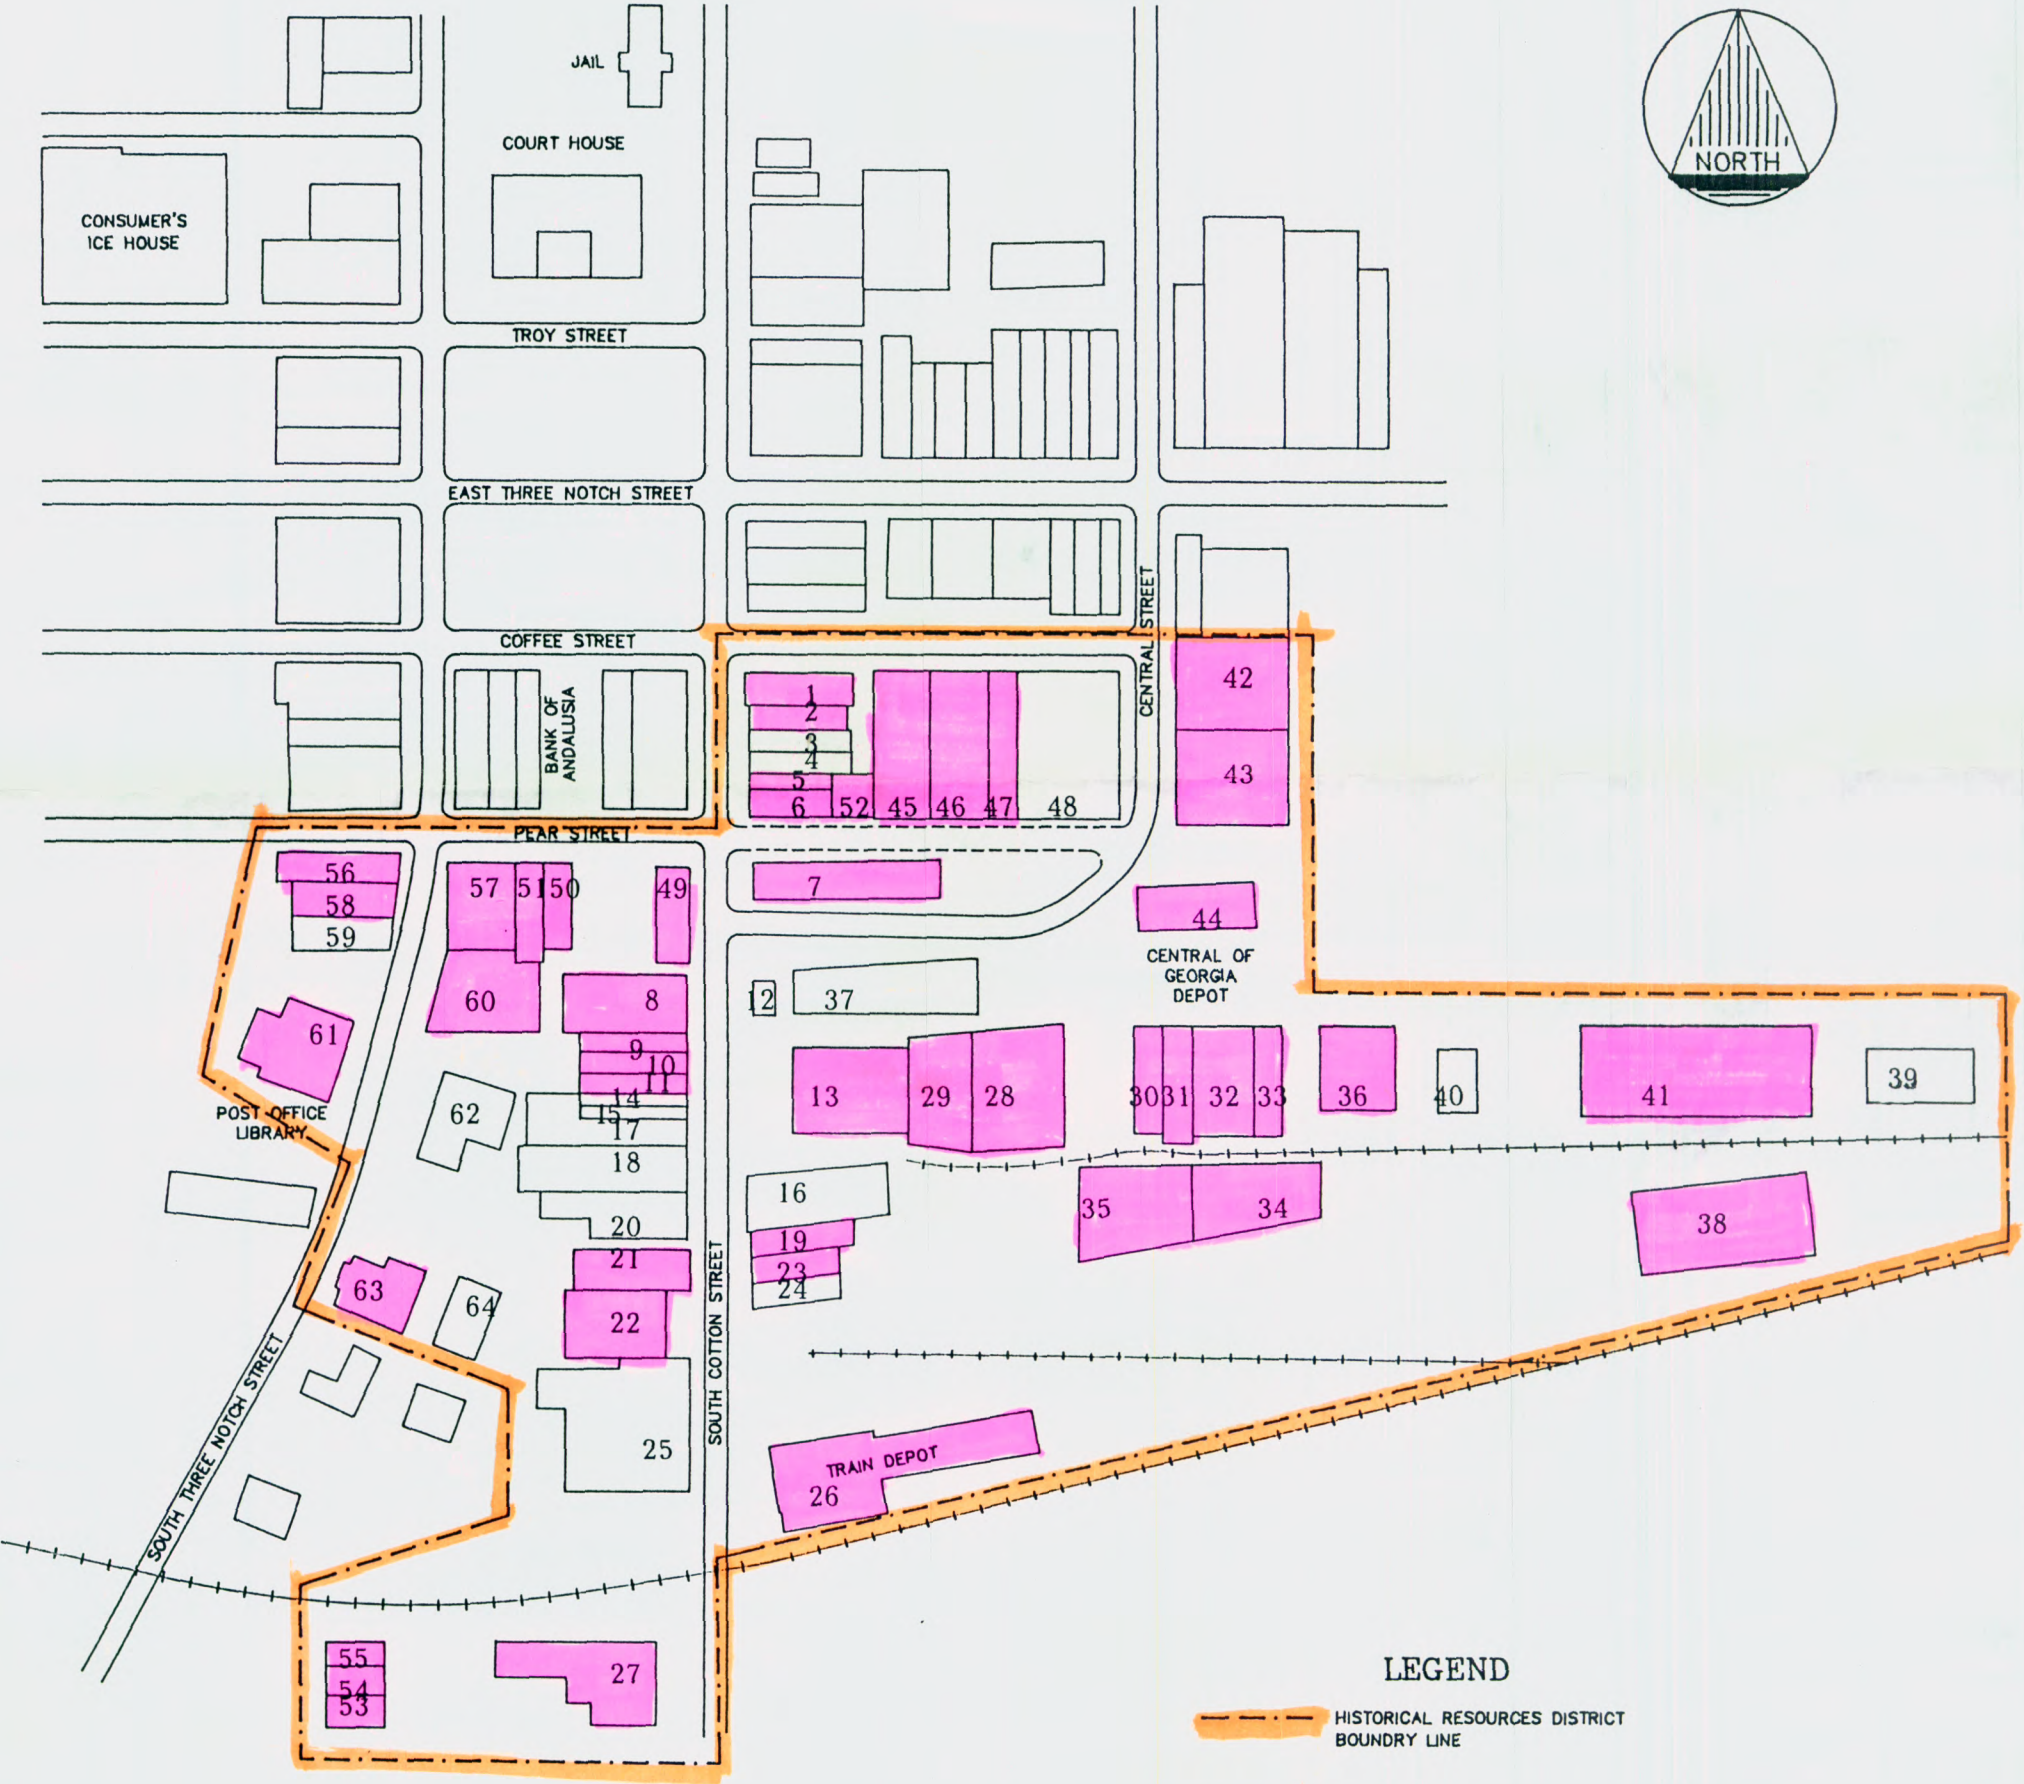 JAIL
COURT HOUSE
NORTH
CONSUMER'S
ICE HOUSE
TROY STREET
EAST THREE NOTCH STREET
COFFEE STREET
CENTRAL STREET
BANK OF
ANDALUSIA
1
2
3
4
5
6
52
45
46
47
48
42
43
PEAR STREET
56
58
59
57
51
50
49
7
44
CENTRAL OF
GEORGIA
DEPOT
60
8
12
37
61
9
10
11
13
29
28
30
31
32
33
36
40
41
39
POST OFFICE
LIBRARY
62
14
15
17
18
16
35
34
38
20
19
21
23
24
63
64
22
SOUTH COTTON STREET
SOUTH THREE NOTCH STREET
25
TRAIN DEPOT
26
55
54
53
27
LEGEND
HISTORICAL RESOURCES DISTRICT
BOUNDRY LINE